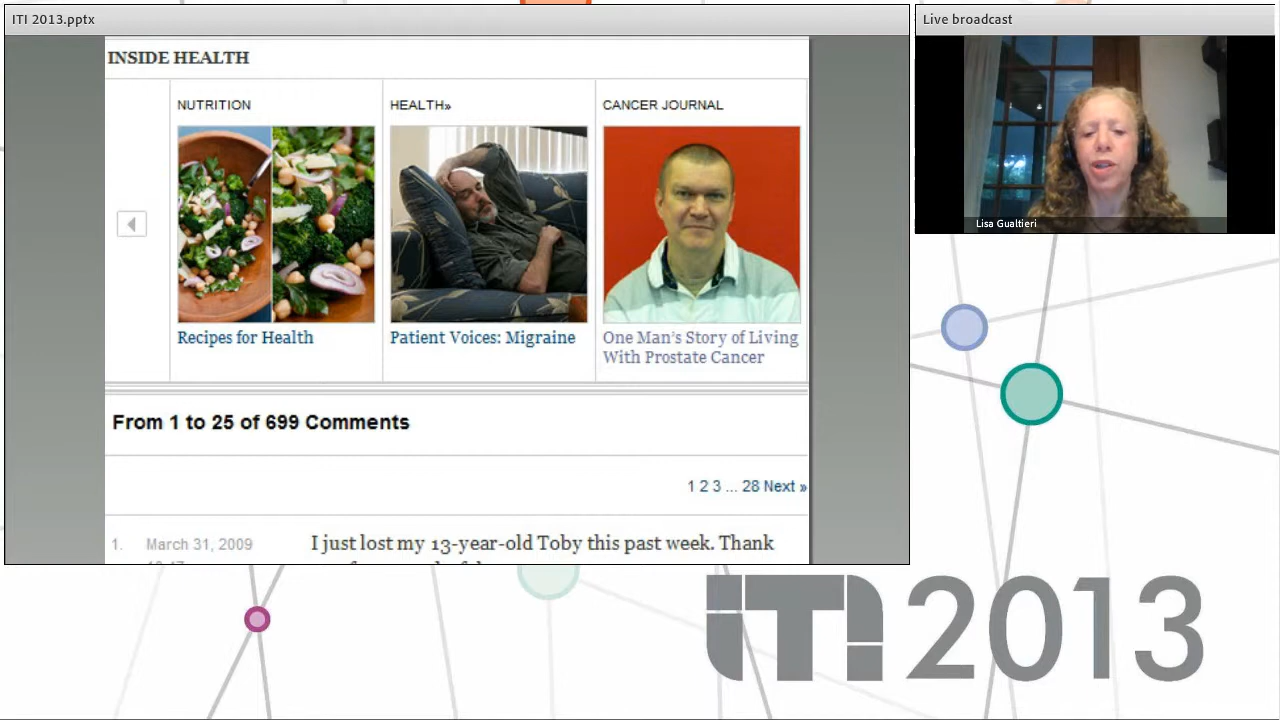 ITI 2013.pptx
Live broadcast
INSIDE HEALTH
NUTRITION
HEALTH»
CANCER JOURNAL
Recipes for Health
Patient Voices: Migraine
One Man's Story of Living
With Prostate Cancer
Lisa Gualtieri
From 1 to 25 of 699 Comments
1 2 3 ... 28 Next »
1. March 31, 2009
I just lost my 13-year-old Toby this past week. Thank
ITI 2013